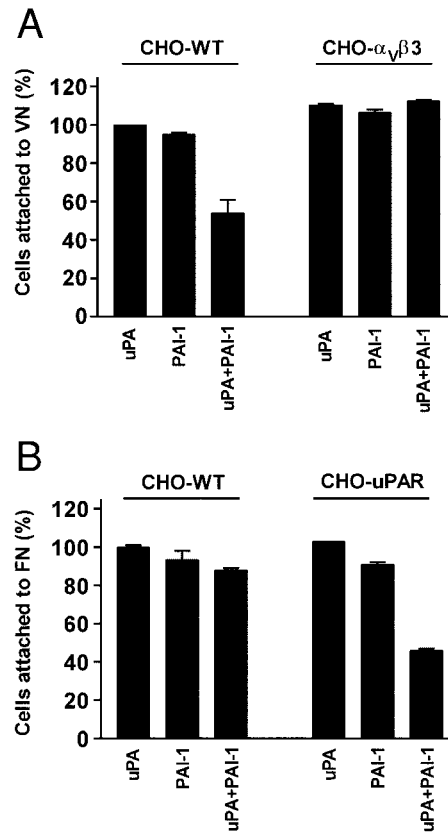 A
CHO-WT
CHO-αVβ3
Cells attached to VN (%)
120
100
80
60
40
20
0
uPA
PAI-1
uPA+PAI-1
uPA
PAI-1
uPA+PAI-1
B
CHO-WT
CHO-uPAR
Cells attached to FN (%)
120
100
80
60
40
20
0
uPA
PAI-1
uPA+PAI-1
uPA
PAI-1
uPA+PAI-1